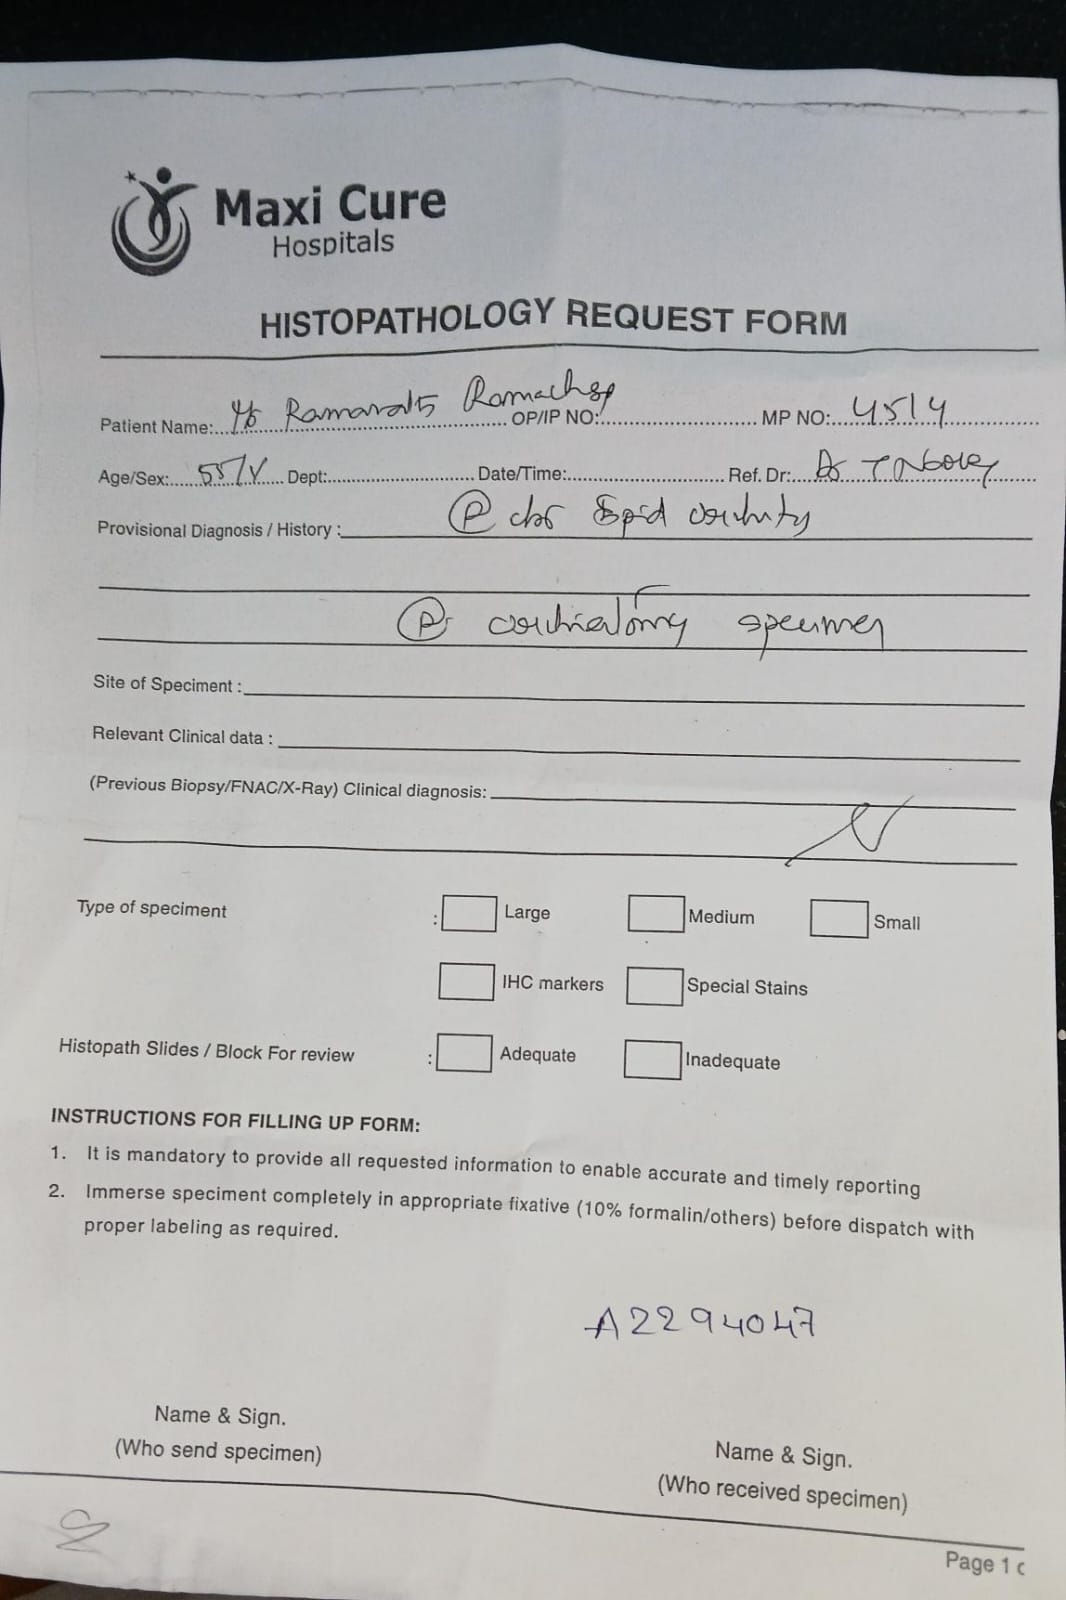 Maxi Cure
Hospitals
HISTOPATHOLOGY REQUEST FORM
Patient Name: OP/IP NO: MP NO: 4514
Age/Sex: 55/Y Dept: Date/Time: Ref. Dr: Dr
Provisional Diagnosis / History :
specimen
Site of Speciment :
Relevant Clinical data :
(Previous Biopsy/FNAC/X-Ray) Clinical diagnosis:
Type of speciment : Large Medium Small
IHC markers Special Stains
Histopath Slides / Block For review : Adequate Inadequate
INSTRUCTIONS FOR FILLING UP FORM:
1. It is mandatory to provide all requested information to enable accurate and timely reporting
2. Immerse speciment completely in appropriate fixative (10% formalin/others) before dispatch with
proper labeling as required.
A2294047
Name & Sign.
(Who send specimen)
Name & Sign.
(Who received specimen)
Page 1